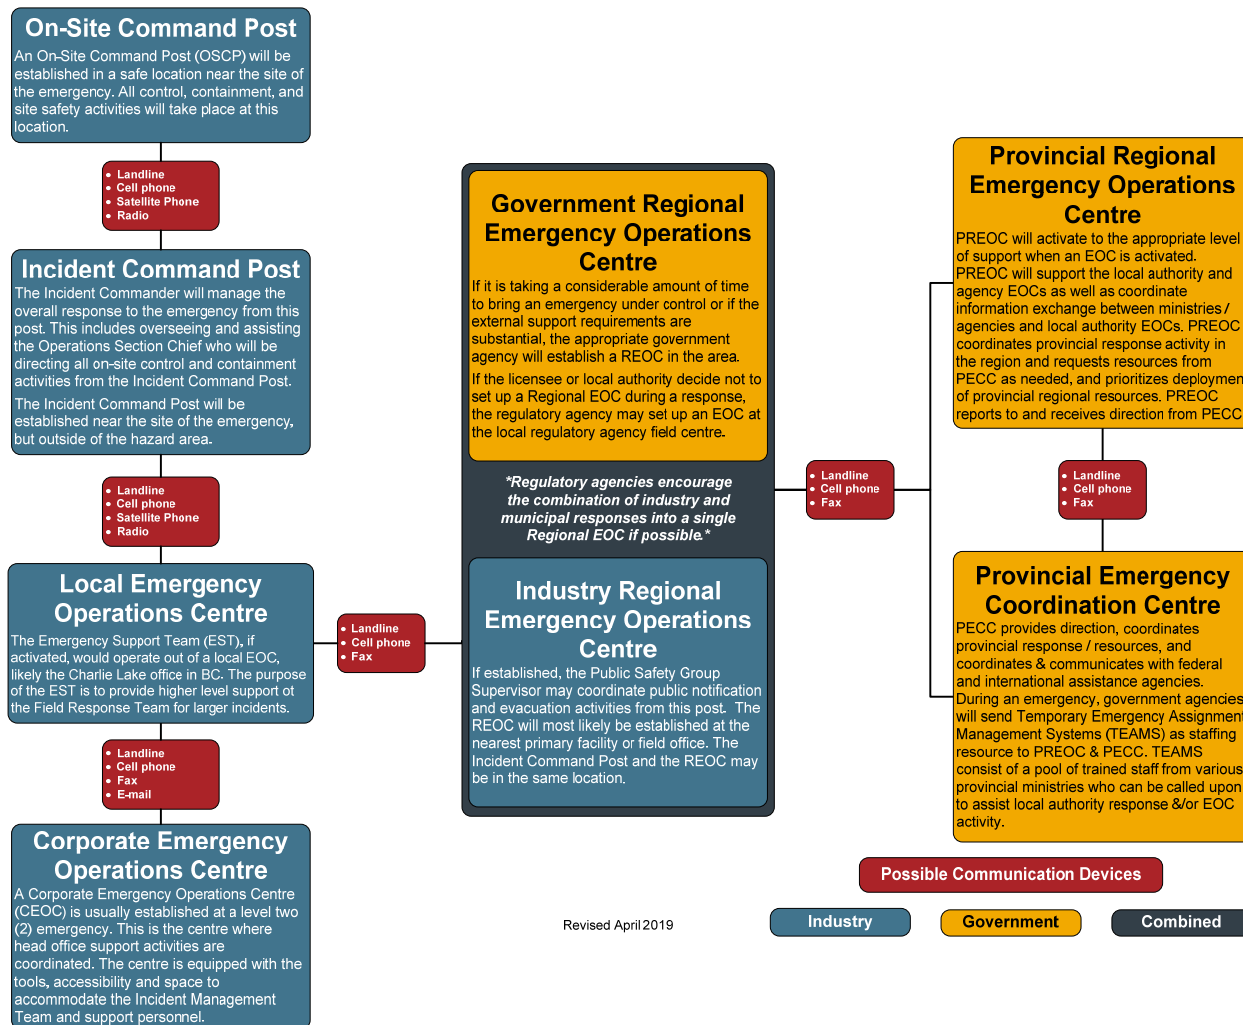 On-Site Command Post
An On-Site Command Post (OSCP) will be
established in a safe location near the site of
the emergency. All control, containment, and
site safety activities will take place at this
location.
• Landline
• Cell phone
• Satellite Phone
• Radio
Incident Command Post
The Incident Commander will manage the
overall response to the emergency from this
post. This includes overseeing and assisting
the Operations Section Chief who will be
directing all on-site control and containment
activities from the Incident Command Post.
The Incident Command Post will be
established near the site of the emergency,
but outside of the hazard area.
• Landline
• Cell phone
• Satellite Phone
• Radio
Local Emergency
Operations Centre
The Emergency Support Team (EST), if
activated, would operate out of a local EOC,
likely the Charlie Lake office in BC. The purpose
of the EST is to provide higher level support ot
the Field Response Team for larger incidents.
• Landline
• Cell phone
• Fax
• E-mail
Corporate Emergency
Operations Centre
A Corporate Emergency Operations Centre
(CEOC) is usually established at a level two
(2) emergency. This is the centre where
head office support activities are
coordinated. The centre is equipped with the
tools, accessibility and space to
accommodate the Incident Management
Team and support personnel.
• Landline
• Cell phone
• Fax
Government Regional
Emergency Operations
Centre
If it is taking a considerable amount of time
to bring an emergency under control or if the
external support requirements are
substantial, the appropriate government
agency will establish a REOC in the area.
If the licensee or local authority decide not to
set up a Regional EOC during a response,
the regulatory agency may set up an EOC at
the local regulatory agency field centre.
*Regulatory agencies encourage
the combination of industry and
municipal responses into a single
Regional EOC if possible.*
Industry Regional
Emergency Operations
Centre
If established, the Public Safety Group
Supervisor may coordinate public notification
and evacuation activities from this post. The
REOC will most likely be established at the
nearest primary facility or field office. The
Incident Command Post and the REOC may
be in the same location.
• Landline
• Cell phone
• Fax
Provincial Regional
Emergency Operations
Centre
PREOC will activate to the appropriate level
of support when an EOC is activated.
PREOC will support the local authority and
agency EOCs as well as coordinate
information exchange between ministries /
agencies and local authority EOCs. PREOC
coordinates provincial response activity in
the region and requests resources from
PECC as needed, and prioritizes deploymen
of provincial regional resources. PREOC
reports to and receives direction from PECC
• Landline
• Cell phone
• Fax
Provincial Emergency
Coordination Centre
PECC provides direction, coordinates
provincial response / resources, and
coordinates & communicates with federal
and international assistance agencies.
During an emergency, government agencies
will send Temporary Emergency Assignment
Management Systems (TEAMS) as staffing
resource to PREOC & PECC. TEAMS
consist of a pool of trained staff from various
provincial ministries who can be called upon
to assist local authority response &/or EOC
activity.
Possible Communication Devices
Revised April 2019
Industry
Government
Combined